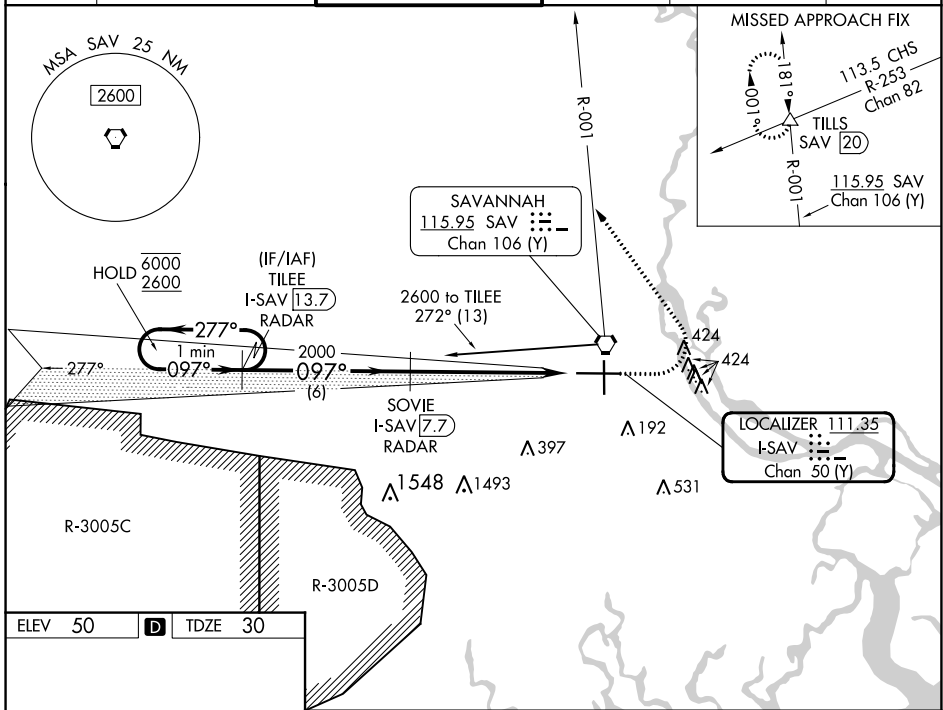 MSA SAV 25 NM
2600
HOLD
6000
2600
(IF/IAF)
TILEE
I-SAV 13.7
RADAR
277°
1 min
097°
277°
2000
097°
(6)
2600 to TILEE
272° (13)
SOVIE
I-SAV 7.7
RADAR
SAVANNAH
115.95 SAV
Chan 106 (Y)
R-001
MISSED APPROACH FIX
181°
001°
113.5 CHS
R-253
Chan 82
TILLS
SAV 20
R-001
115.95 SAV
Chan 106 (Y)
424
424
LOCALIZER 111.35
I-SAV
Chan 50 (Y)
192
397
1548
1493
531
R-3005C
R-3005D
ELEV 50 D TDZE 30